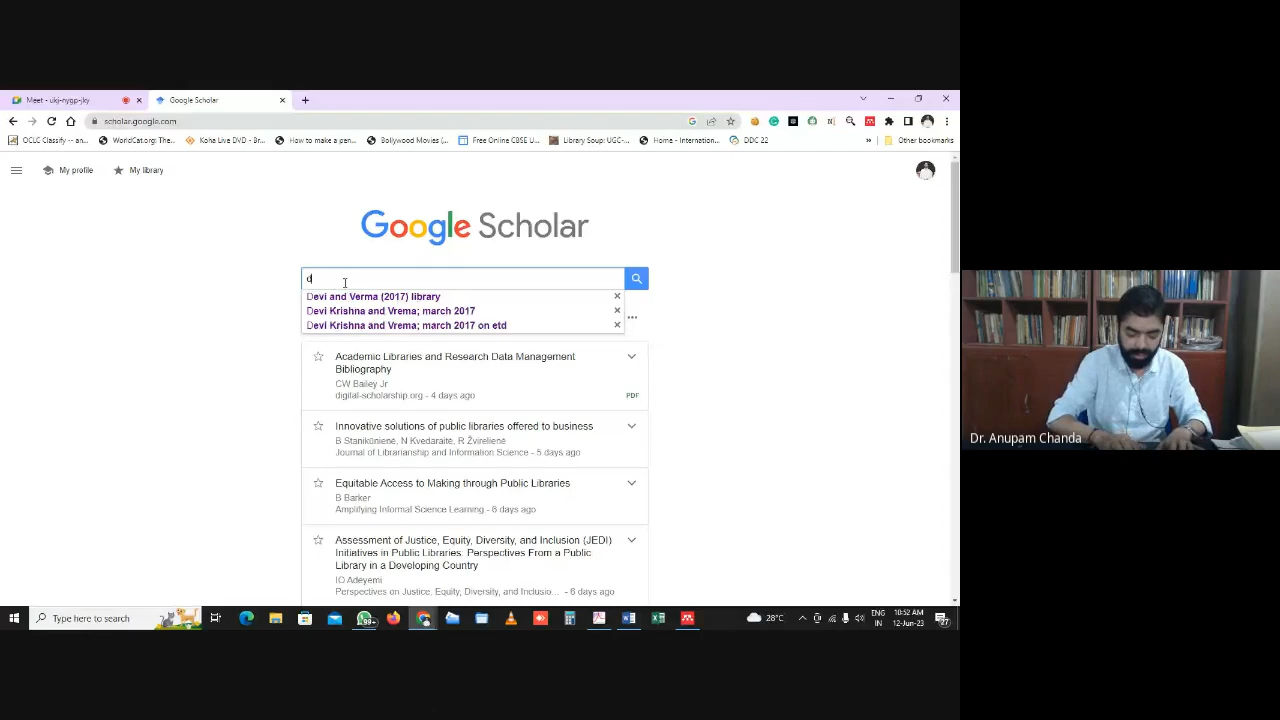 Meet - ukj-nygp-jky
Google Scholar
scholar.google.com
OCLC Classify -- an...
WorldCat.org: The...
Koha Live DVD - Br...
How to make a pen...
Bollywood Movies (...
Free Online CBSE U...
Library Soup: UGC-...
Home - Internation...
DDC 22
»
Other bookmarks
My profile
My library
Google Scholar
d
Devi and Verma (2017) library
Devi Krishna and Vrema; march 2017
Devi Krishna and Vrema; march 2017 on etd
Academic Libraries and Research Data Management
Bibliography
CW Bailey Jr
digital-scholarship.org - 4 days ago
PDF
Innovative solutions of public libraries offered to business
B Stanikūnienė, N Kvedaraitė, R Žvirelienė
Journal of Librarianship and Information Science - 5 days ago
Equitable Access to Making through Public Libraries
B Barker
Amplifying Informal Science Learning - 6 days ago
Assessment of Justice, Equity, Diversity, and Inclusion (JEDI)
Initiatives in Public Libraries: Perspectives From a Public
Library in a Developing Country
IO Adeyemi
Perspectives on Justice, Equity, Diversity, and Inclusio... - 6 days ago
Dr. Anupam Chanda
Type here to search
99+
28°C
ENG
IN
10:52 AM
12-Jun-23
27